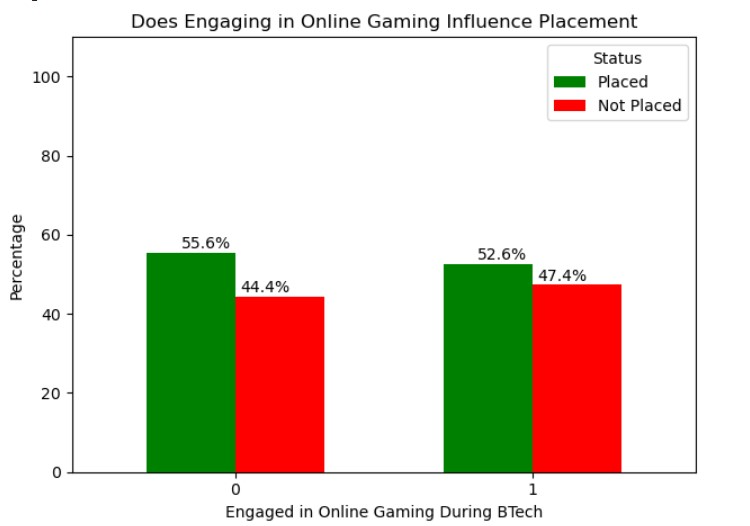 Does Engaging in Online Gaming Influence Placement
Status
Placed
Not Placed
100
80
60
40
20
0
Percentage
55.6%
44.4%
52.6%
47.4%
0
1
Engaged in Online Gaming During BTech